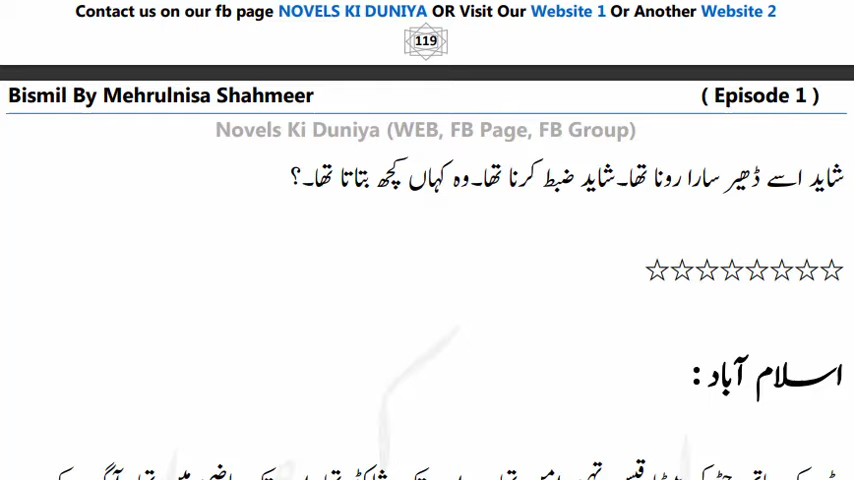 Contact us on our fb page NOVELS KI DUNIYA OR Visit Our Website 1 Or Another Website 2
119
Bismil By Mehrulnisa Shahmeer ( Episode 1 )
Novels Ki Duniya (WEB, FB Page, FB Group)
شاید اسے ڈھیر سارا رونا تھا۔شاید ضبط کرنا تھا۔وہ کہاں کچھ بتاتا تھا۔؟
☆☆☆☆☆☆☆☆
اسلام آباد :